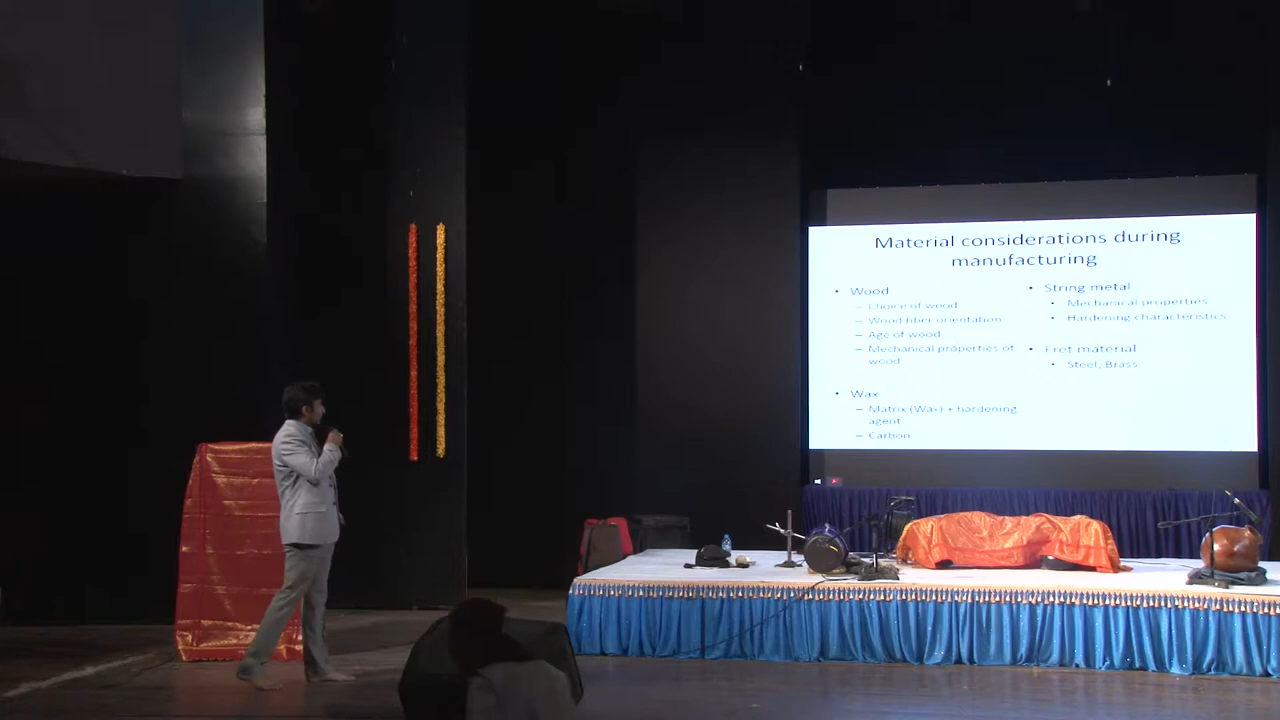 Material considerations during
manufacturing
• Wood
– Choice of wood
– Wood fiber orientation
– Age of wood
– Mechanical properties of
wood
• Wax
– Matrix (Wax) + hardening
agent
– Carbon
• String metal
• Mechanical properties
• Hardening characteristics
• Fret material
• Steel, Brass